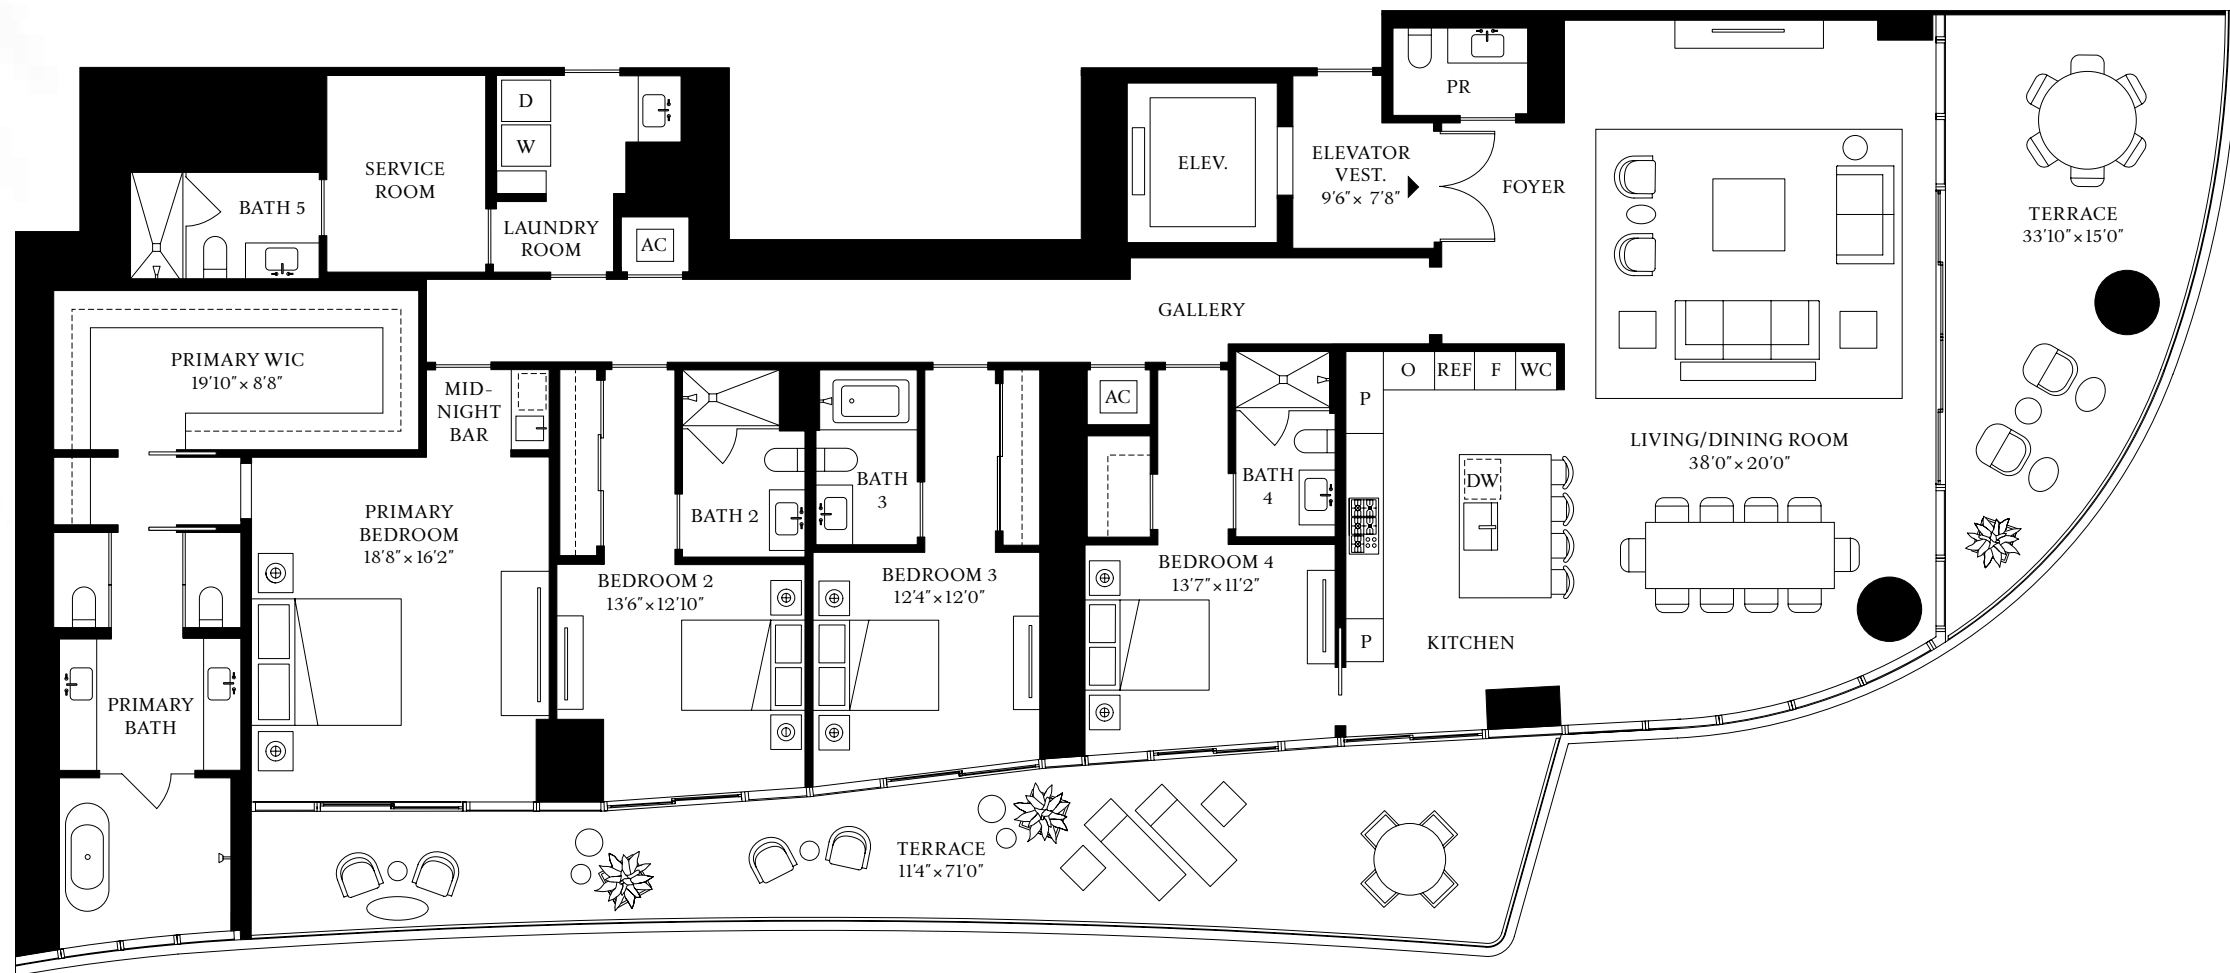 D
W
SERVICE
ROOM
BATH 5
LAUNDRY
ROOM
AC
ELEV.
ELEVATOR
VEST.
9'6" × 7'8"
PR
FOYER
TERRACE
33'10" × 15'0"
GALLERY
PRIMARY WIC
19'10" × 8'8"
MID-
NIGHT
BAR
AC
P
O
REF
F
WC
LIVING/DINING ROOM
38'0" × 20'0"
PRIMARY
BEDROOM
18'8" × 16'2"
BATH 2
BATH
3
BATH
4
DW
BEDROOM 2
13'6" × 12'10"
BEDROOM 3
12'4" × 12'0"
BEDROOM 4
13'7" × 11'2"
P
KITCHEN
PRIMARY
BATH
TERRACE
11'4" × 71'0"